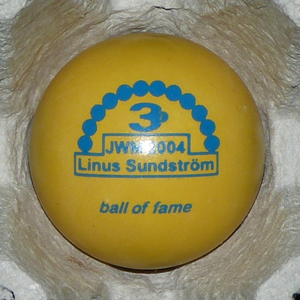 3
JWM 2004
Linus Sundström
ball of fame